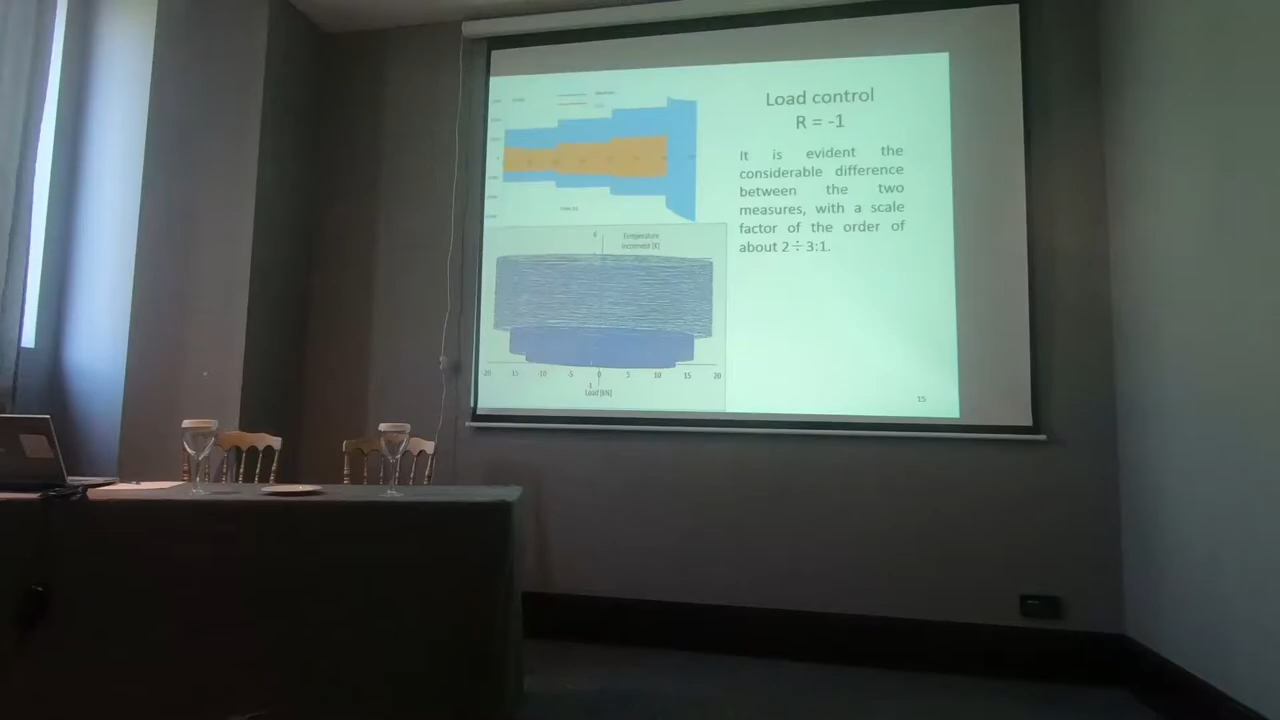 Load control
R = -1
It is evident the
considerable difference
between the two
measures, with a scale
factor of the order of
about 2 ÷ 3:1.
6
Temperature
increment [K]
-20 15 -10 -5 0 5 10 15 20
-1
Load [kN]
15